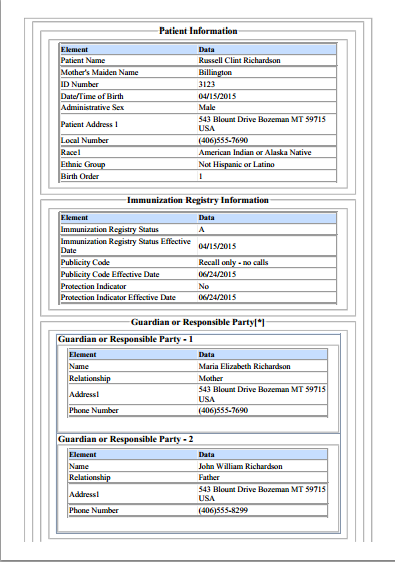 Patient Information
Element Data
Patient Name Russell Clint Richardson
Mother's Maiden Name Billington
ID Number 3123
Date/Time of Birth 04/15/2015
Administrative Sex Male
Patient Address 1 543 Blount Drive Bozeman MT 59715
USA
Local Number (406)555-7690
Race1 American Indian or Alaska Native
Ethnic Group Not Hispanic or Latino
Birth Order 1
Immunization Registry Information
Element Data
Immunization Registry Status A
Immunization Registry Status Effective
Date 04/15/2015
Publicity Code Recall only - no calls
Publicity Code Effective Date 06/24/2015
Protection Indicator No
Protection Indicator Effective Date 06/24/2015
Guardian or Responsible Party[*]
Guardian or Responsible Party - 1
Element Data
Name Maria Elizabeth Richardson
Relationship Mother
Address1 543 Blount Drive Bozeman MT 59715
USA
Phone Number (406)555-7690
Guardian or Responsible Party - 2
Element Data
Name John William Richardson
Relationship Father
Address1 543 Blount Drive Bozeman MT 59715
USA
Phone Number (406)555-8299